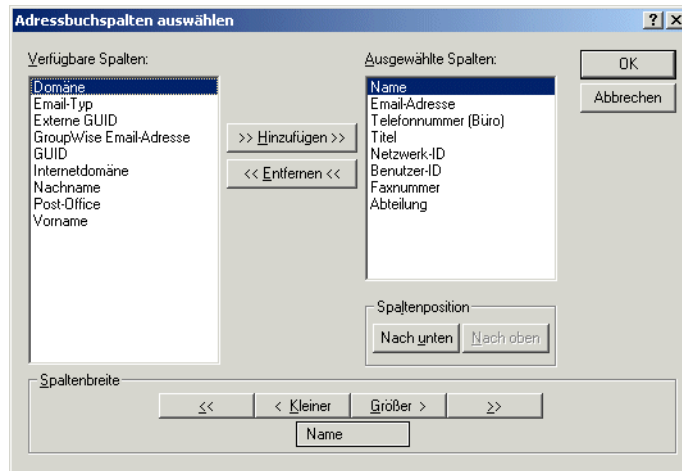 Adressbuchspalten auswählen
Verfügbare Spalten:
Domäne
Email-Typ
Externe GUID
GroupWise Email-Adresse
GUID
Internetdomäne
Nachname
Post-Office
Vorname
>> Hinzufügen >>
<< Entfernen <<
Ausgewählte Spalten:
Name
Email-Adresse
Telefonnummer (Büro)
Titel
Netzwerk-ID
Benutzer-ID
Faxnummer
Abteilung
OK
Abbrechen
Spaltenposition
Nach unten Nach oben
Spaltenbreite
<< < Kleiner Größer > >>
Name